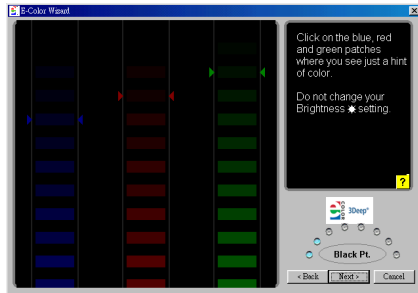 E-Color Wizard
Click on the blue, red
and green patches
where you see just a hint
of color.
Do not change your
Brightness setting.
?
COLOR
3Deep®
Black Pt.
< Back
Next >
Cancel